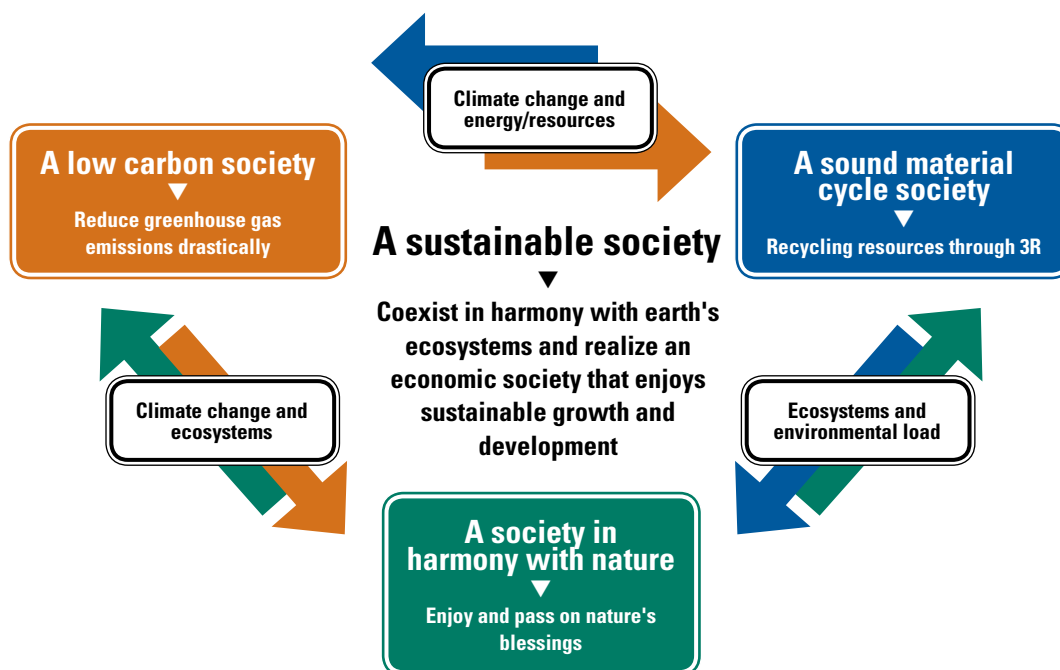 Climate change and
energy/resources
A low carbon society
▼
Reduce greenhouse gas
emissions drastically
A sound material
cycle society
▼
Recycling resources through 3R
A sustainable society
▼
Coexist in harmony with earth's
ecosystems and realize an
economic society that enjoys
sustainable growth and
development
Climate change and
ecosystems
Ecosystems and
environmental load
A society in
harmony with nature
▼
Enjoy and pass on nature's
blessings